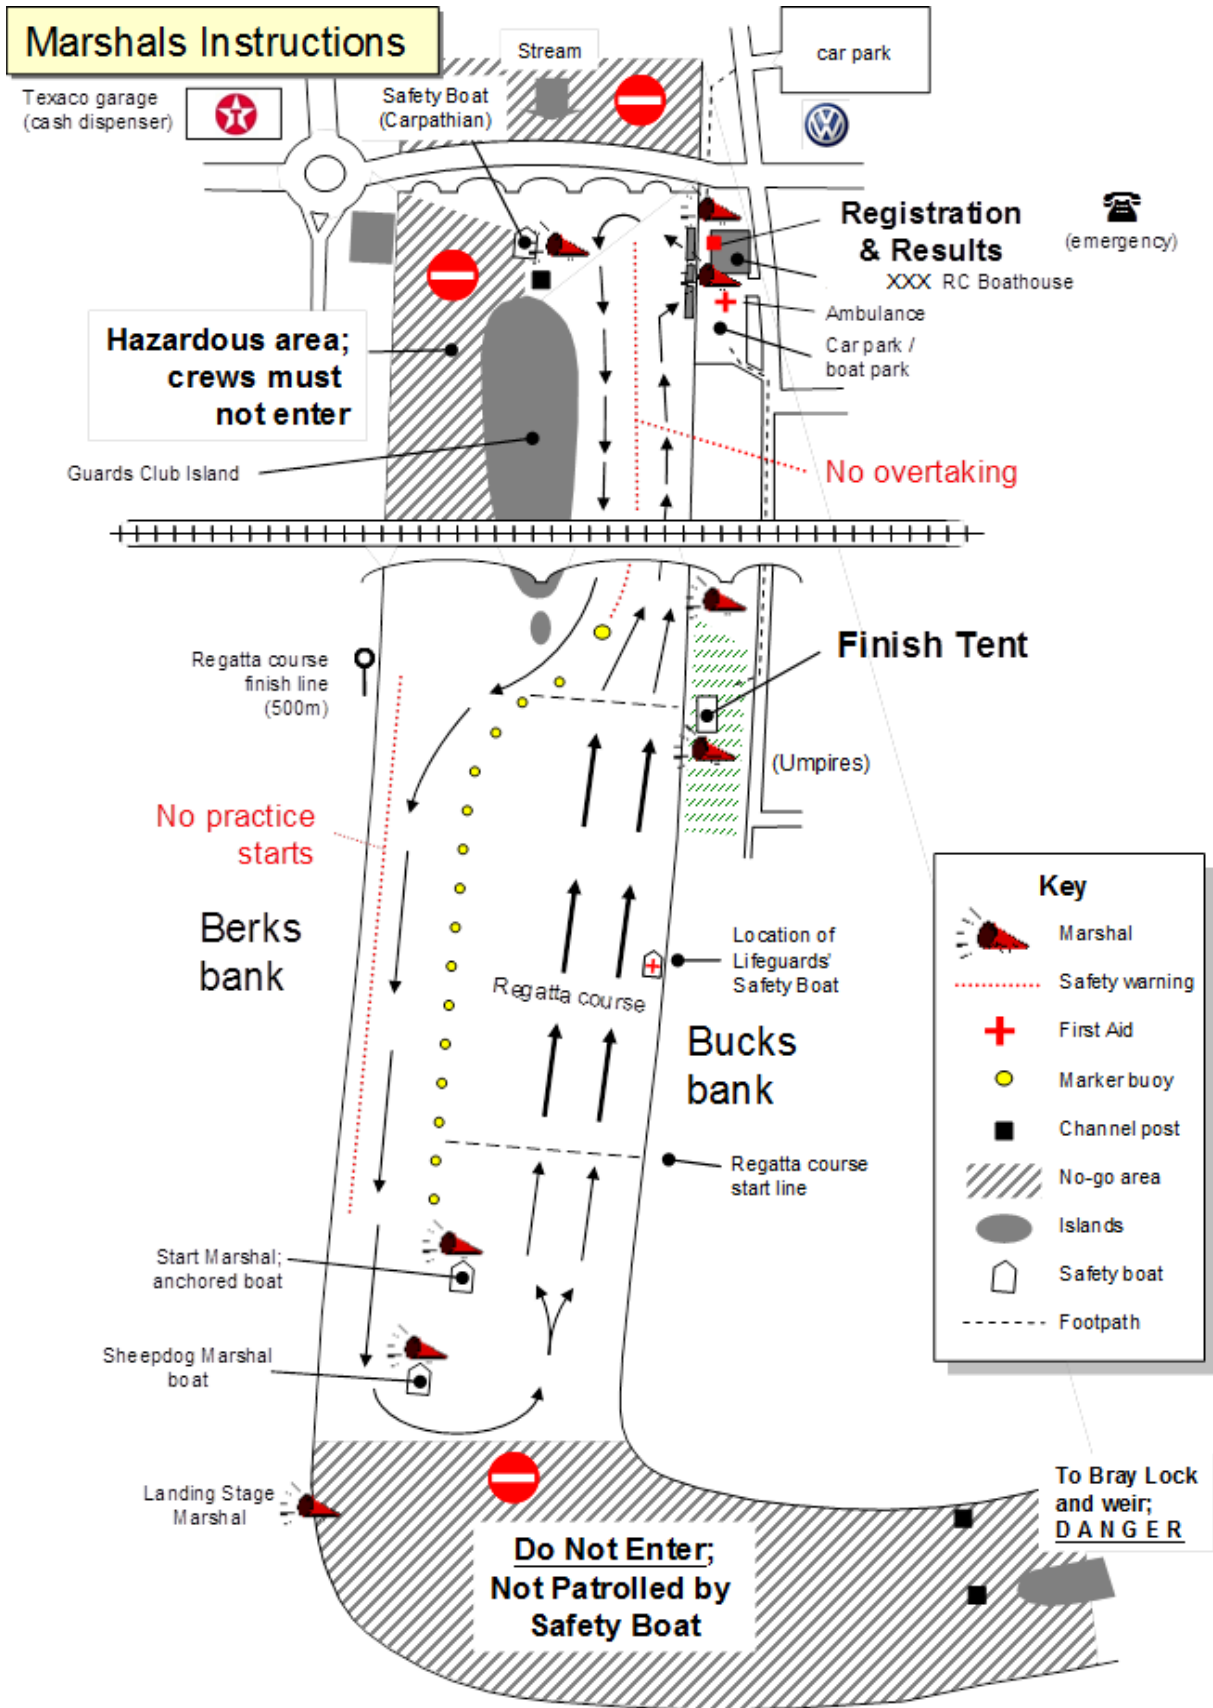 Marshals Instructions
Stream
car park
Texaco garage
(cash dispenser)
T
Safety Boat
(Carpathian)
Registration
& Results
XXX RC Boathouse
(emergency)
Ambulance
Car park /
boat park
Hazardous area;
crews must
not enter
Guards Club Island
No overtaking
Regatta course
finish line
(500m)
Finish Tent
(Umpires)
No practice
starts
Berks
bank
Location of
Lifeguards'
Safety Boat
Regatta course
Bucks
bank
Regatta course
start line
Key
Marshal
Safety warning
First Aid
Marker buoy
Channel post
No-go area
Islands
Safety boat
Footpath
Start Marshal;
anchored boat
Sheepdog Marshal
boat
Landing Stage
Marshal
Do Not Enter;
Not Patrolled by
Safety Boat
To Bray Lock
and weir;
DANGER